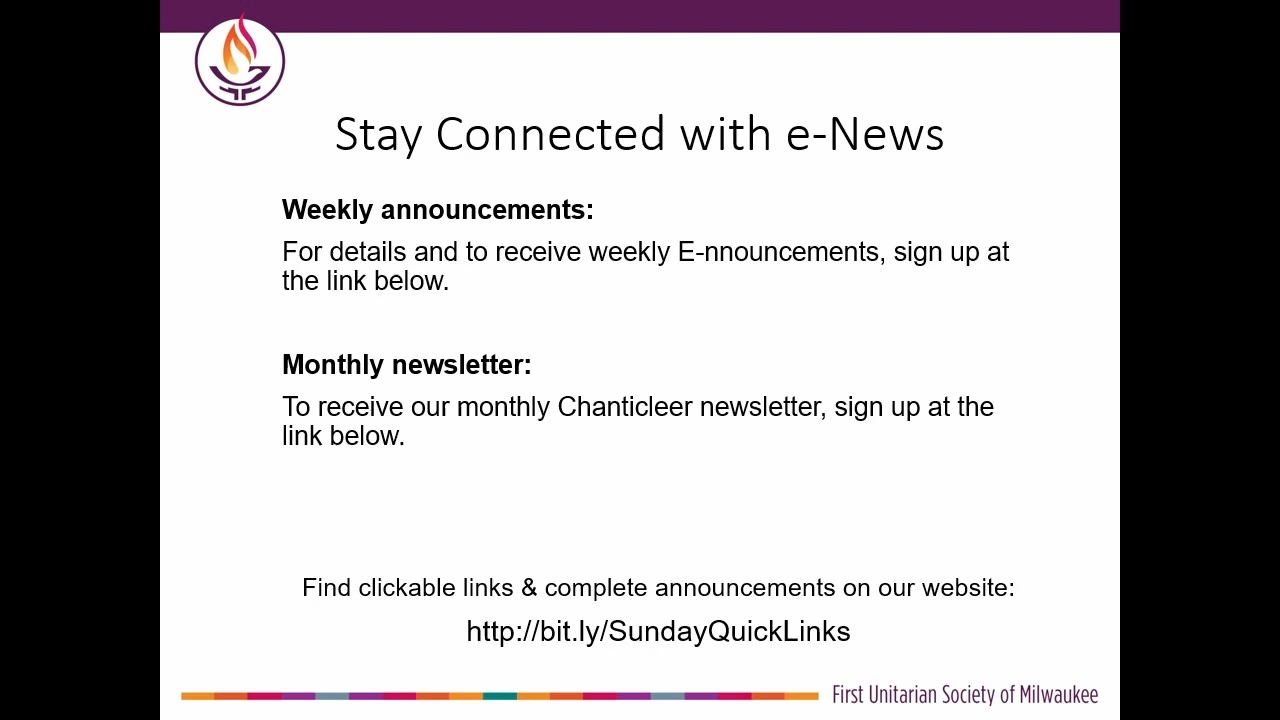 Stay Connected with e-News
Weekly announcements:
For details and to receive weekly E-nnouncements, sign up at
the link below.
Monthly newsletter:
To receive our monthly Chanticleer newsletter, sign up at the
link below.
Find clickable links & complete announcements on our website:
http://bit.ly/SundayQuickLinks
First Unitarian Society of Milwaukee